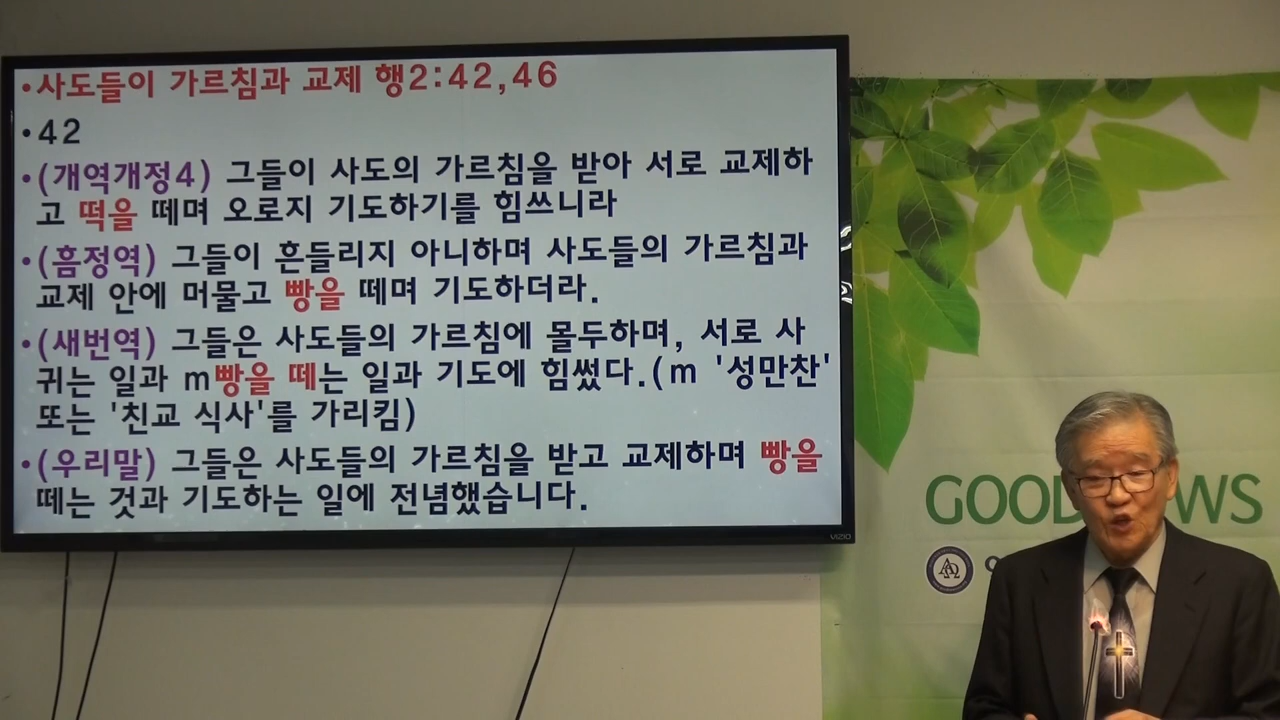 •사도들이 가르침과 교제 행2:42,46
•42
•(개역개정4) 그들이 사도의 가르침을 받아 서로 교제하
고 떡을 떼며 오로지 기도하기를 힘쓰니라
•(흠정역) 그들이 흔들리지 아니하며 사도들의 가르침과
교제 안에 머물고 빵을 떼며 기도하더라.
•(새번역) 그들은 사도들의 가르침에 몰두하며, 서로 사
귀는 일과 m빵을 떼는 일과 기도에 힘썼다.(m '성만찬'
또는 '친교 식사'를 가리킴)
•(우리말) 그들은 사도들의 가르침을 받고 교제하며 빵을
떼는 것과 기도하는 일에 전념했습니다.
VIZIO
GOOD WS
ΑΩ